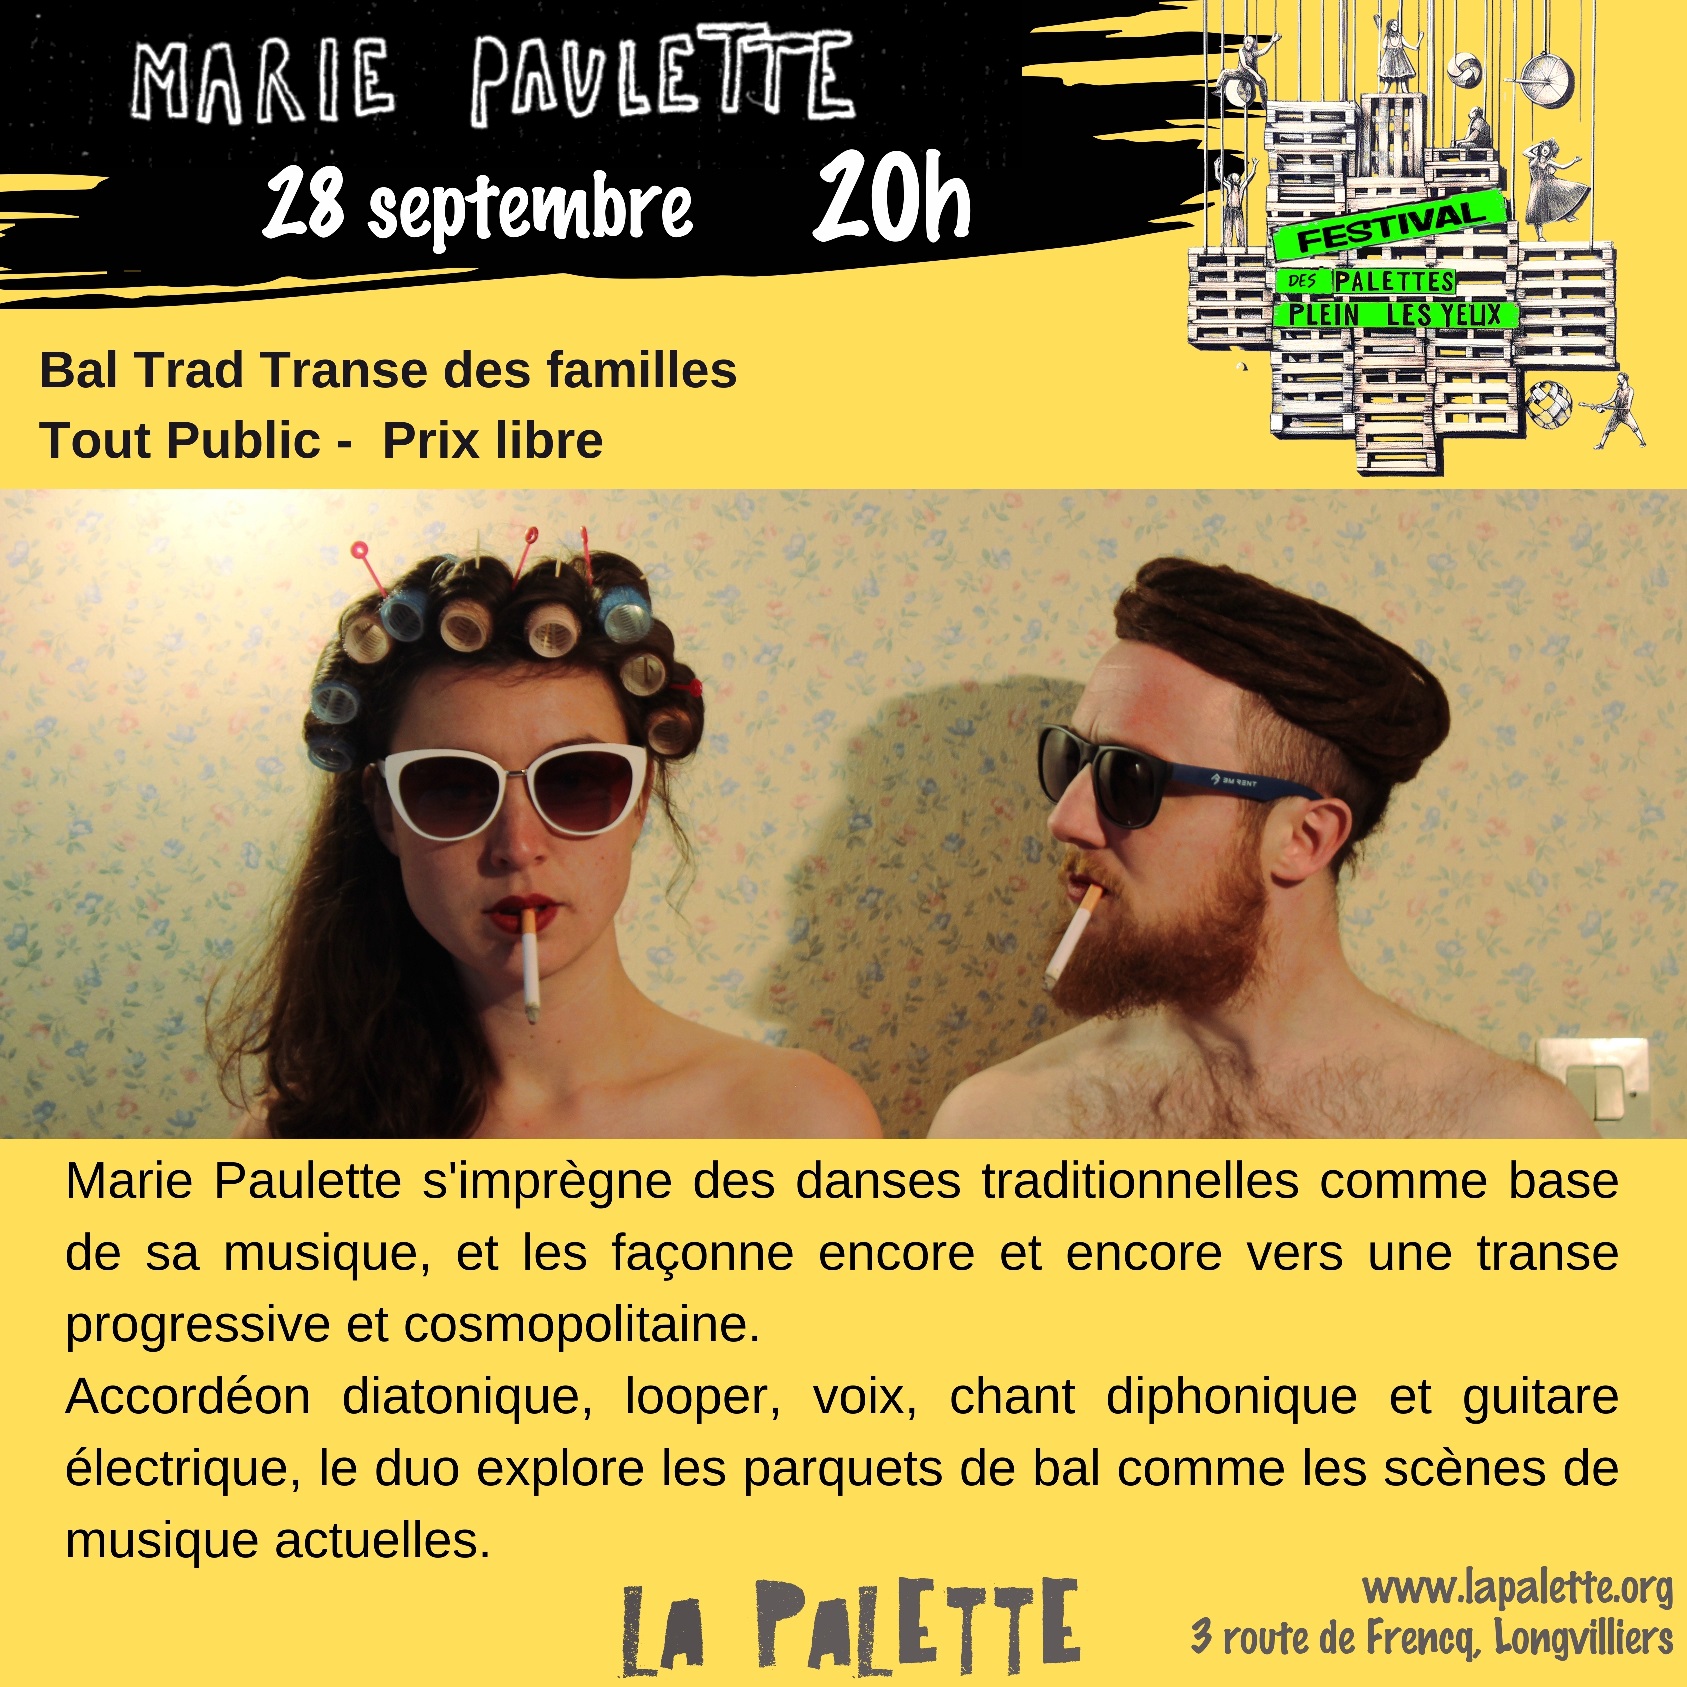 MARIE PAULETTE
28 septembre 20h
FESTIVAL
DES PALETTES
PLEIN LES YEUX
Bal Trad Transe des familles
Tout Public - Prix libre
Marie Paulette s'imprègne des danses traditionnelles comme base
de sa musique, et les façonne encore et encore vers une transe
progressive et cosmopolitaine.
Accordéon diatonique, looper, voix, chant diphonique et guitare
électrique, le duo explore les parquets de bal comme les scènes de
musique actuelles.
LA PALETTE
www.lapalette.org
3 route de Frencq, Longvilliers